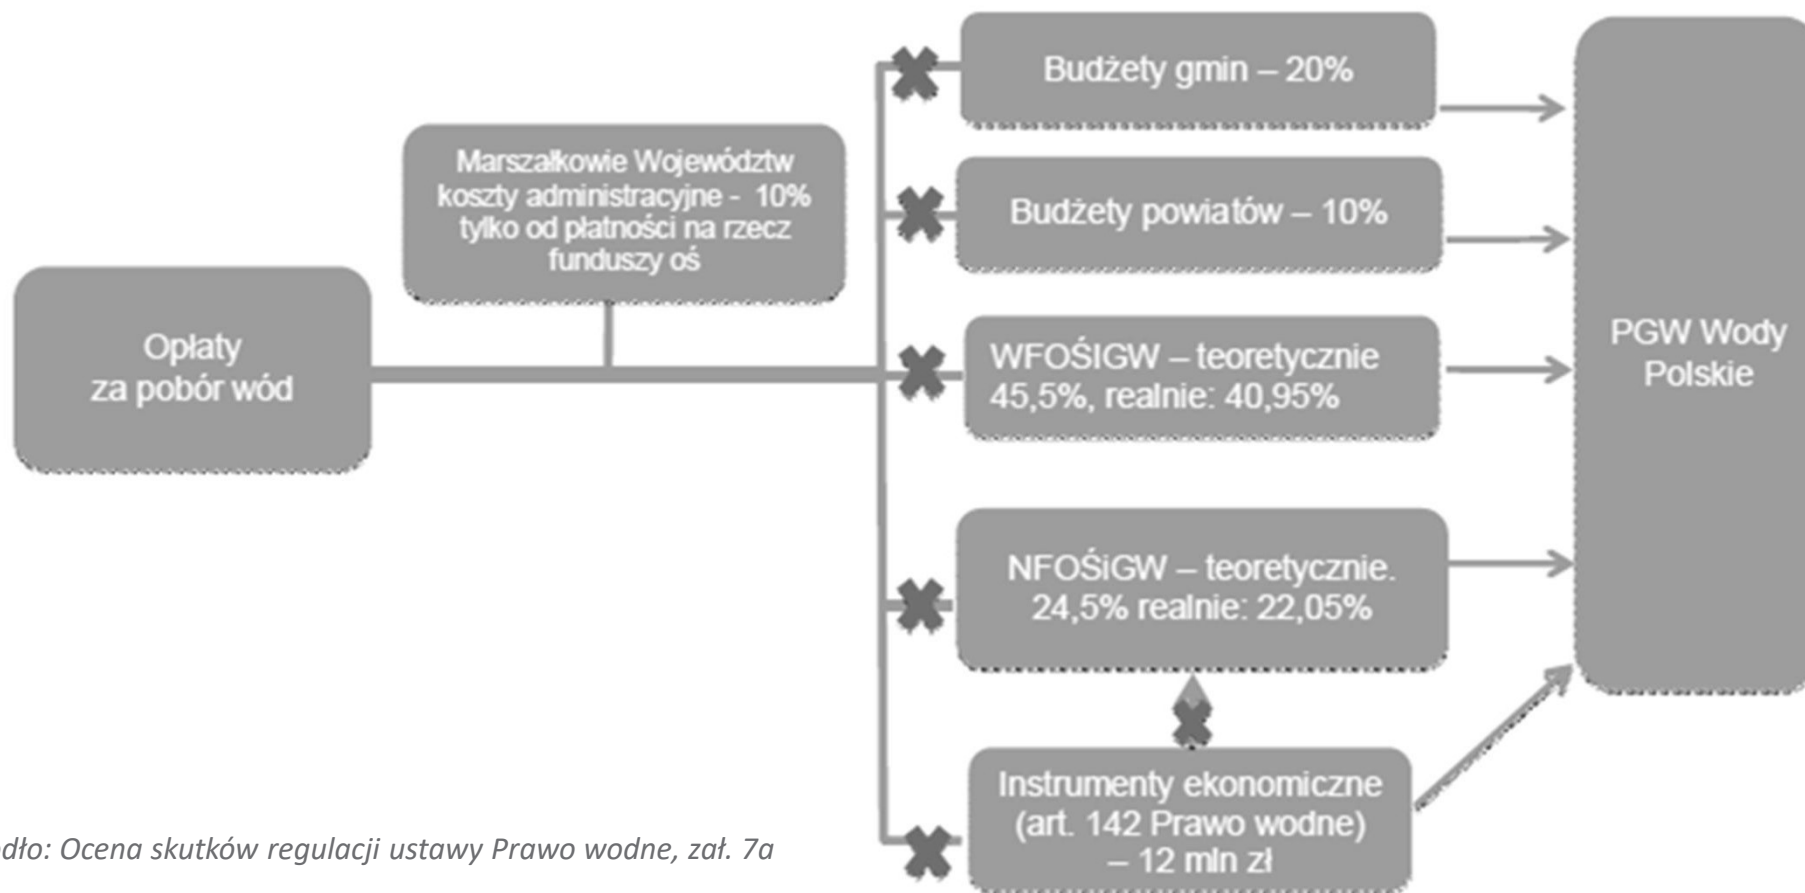 Budżety gmin – 20%
Marszałkowie Województw
koszty administracyjne - 10%
tylko od płatności na rzecz
funduszy oś
Budżety powiatów – 10%
Opłaty
za pobór wód
WFOŚIGW – teoretycznie
45,5%, realnie: 40,95%
PGW Wody
Polskie
NFOŚiGW – teoretycznie.
24,5% realnie: 22,05%
Instrumenty ekonomiczne
(art. 142 Prawo wodne)
– 12 mln zł
dło: Ocena skutków regulacji ustawy Prawo wodne, zał. 7a